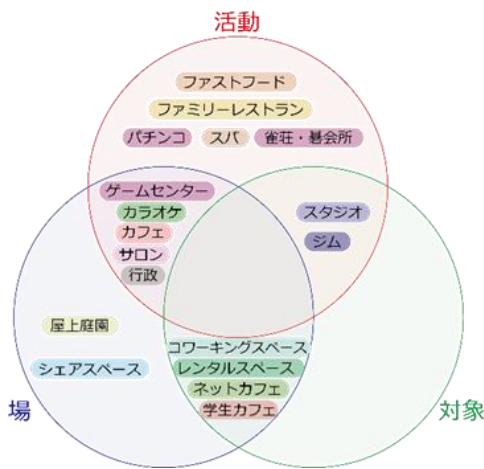 活動
ファストフード
ファミリーレストラン
パチンコ スパ 雀荘・碁会所
ゲームセンター
カラオケ
スタジオ
カフェ
ジム
サロン
行政
屋上庭園
コワーキングスペース
シェアスペース
レンタルスペース
ネットカフェ
学生カフェ
場
対象